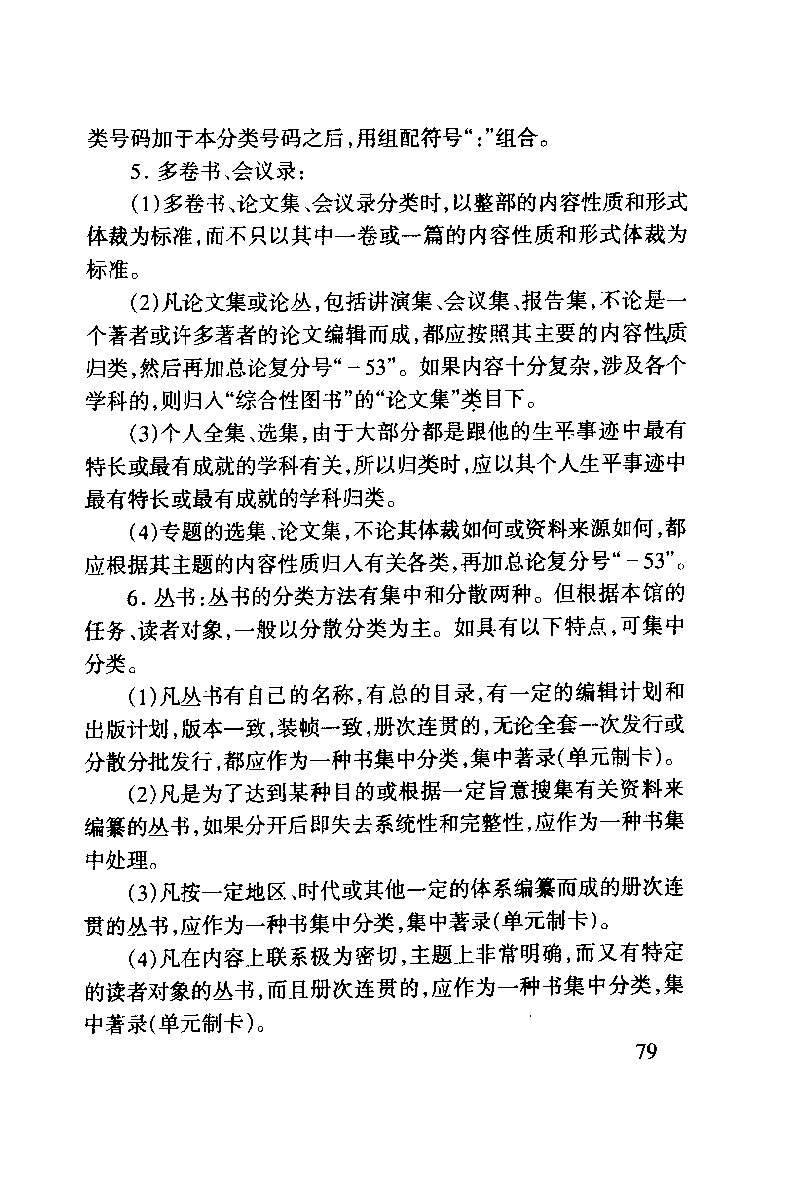 类号码加于本分类号码之后,用组配符号“:”组合。
5. 多卷书、会议录:
(1)多卷书、论文集、会议录分类时,以整部的内容性质和形式
体裁为标准,而不只以其中一卷或一篇的内容性质和形式体裁为
标准。
(2)凡论文集或论丛,包括讲演集、会议集、报告集,不论是一
个著者或许多著者的论文编辑而成,都应按照其主要的内容性质
归类,然后再加总论复分号“-53”。如果内容十分复杂,涉及各个
学科的,则归入“综合性图书”的“论文集”类目下。
(3)个人全集、选集,由于大部分都是跟他的生平事迹中最有
特长或最有成就的学科有关,所以归类时,应以其个人生平事迹中
最有特长或最有成就的学科归类。
(4)专题的选集、论文集,不论其体裁如何或资料来源如何,都
应根据其主题的内容性质归入有关各类,再加总论复分号“-53”。
6. 丛书:丛书的分类方法有集中和分散两种。但根据本馆的
任务、读者对象,一般以分散分类为主。如具有以下特点,可集中
分类。
(1)凡丛书有自己的名称,有总的目录,有一定的编辑计划和
出版计划,版本一致,装帧一致,册次连贯的,无论全套一次发行或
分散分批发行,都应作为一种书集中分类,集中著录(单元制卡)。
(2)凡是为了达到某种目的或根据一定旨意搜集有关资料来
编纂的丛书,如果分开后即失去系统性和完整性,应作为一种书集
中处理。
(3)凡按一定地区、时代或其他一定的体系编纂而成的册次连
贯的丛书,应作为一种书集中分类,集中著录(单元制卡)。
(4)凡在内容上联系极为密切,主题上非常明确,而又有特定
的读者对象的丛书,而且册次连贯的,应作为一种书集中分类,集
中著录(单元制卡)。
79